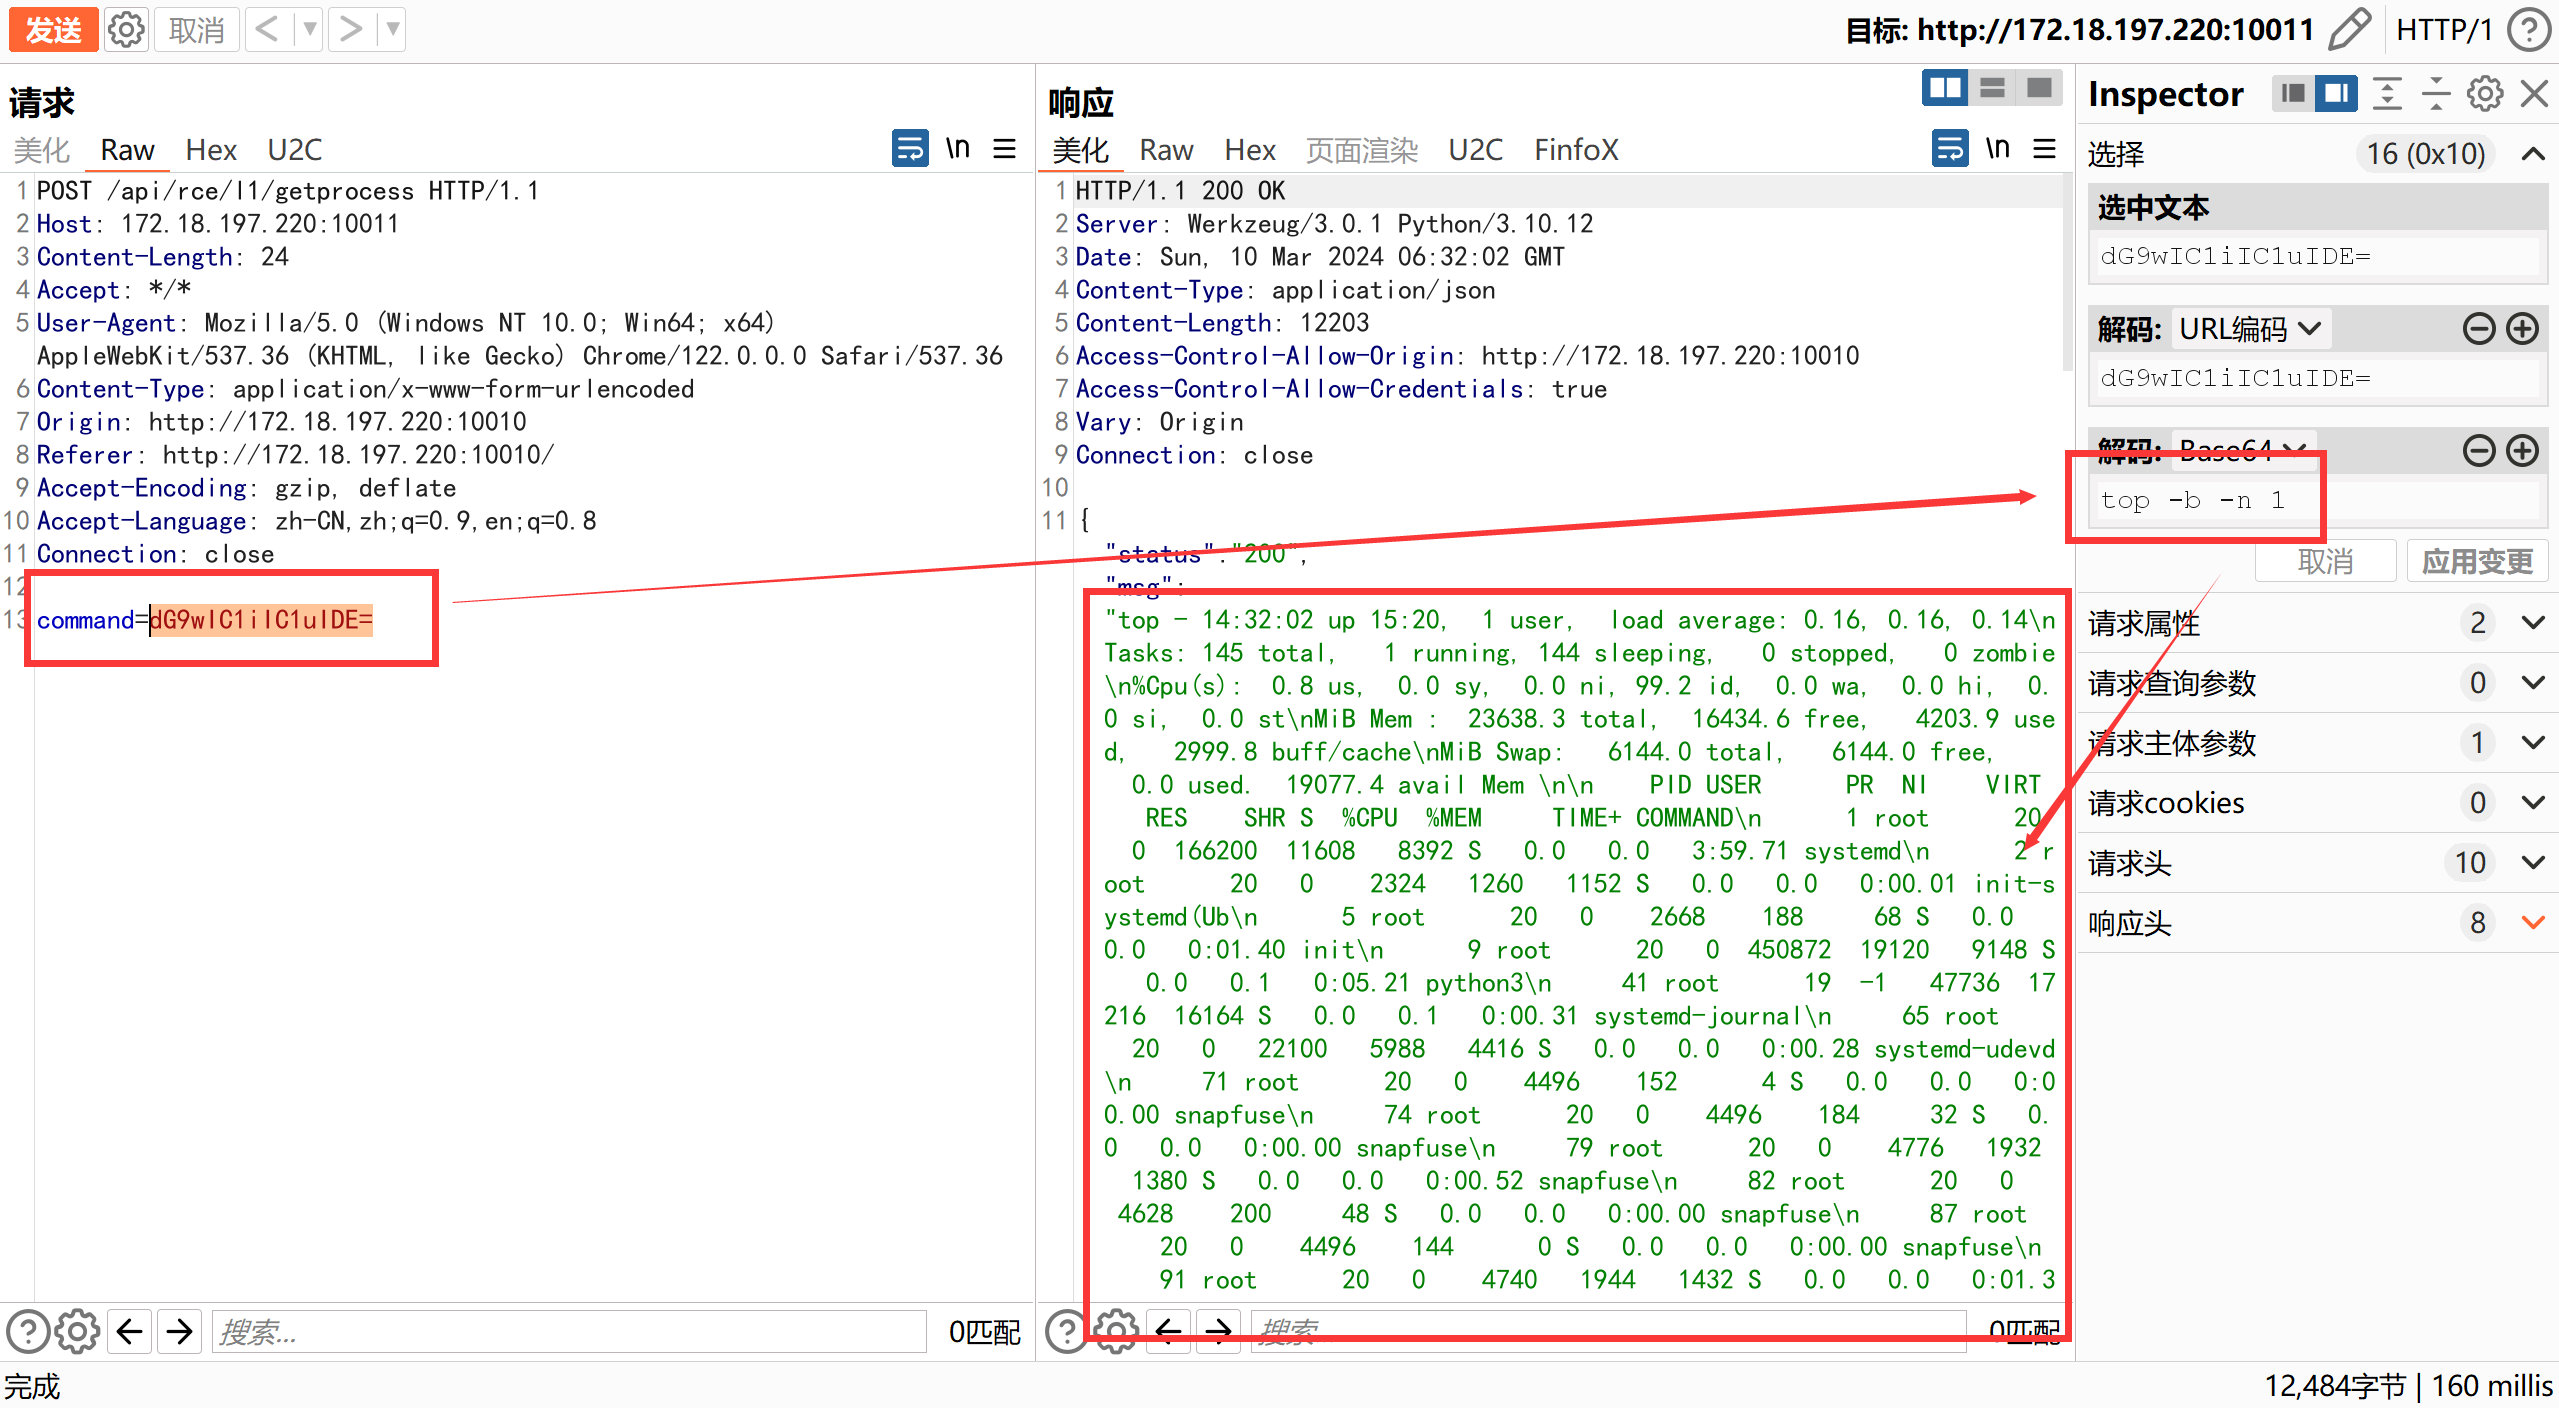 发送 取消 目标: http://172.18.197.220:10011 HTTP/1
请求
美化 Raw Hex U2C \n
1 POST /api/rce/l1/getprocess HTTP/1.1
2 Host: 172.18.197.220:10011
3 Content-Length: 24
4 Accept: */*
5 User-Agent: Mozilla/5.0 (Windows NT 10.0; Win64; x64)
AppleWebKit/537.36 (KHTML, like Gecko) Chrome/122.0.0.0 Safari/537.36
6 Content-Type: application/x-www-form-urlencoded
7 Origin: http://172.18.197.220:10010
8 Referer: http://172.18.197.220:10010/
9 Accept-Encoding: gzip, deflate
10 Accept-Language: zh-CN,zh;q=0.9,en;q=0.8
11 Connection: close
12
13 command=dG9wIC1iIC1uIDE=
搜索... 0匹配
响应
美化 Raw Hex 页面渲染 U2C FinfoX \n
1 HTTP/1.1 200 OK
2 Server: Werkzeug/3.0.1 Python/3.10.12
3 Date: Sun, 10 Mar 2024 06:32:02 GMT
4 Content-Type: application/json
5 Content-Length: 12203
6 Access-Control-Allow-Origin: http://172.18.197.220:10010
7 Access-Control-Allow-Credentials: true
8 Vary: Origin
9 Connection: close
10
11 {
"status":"200",
"msg":
"top - 14:32:02 up 15:20,  1 user,  load average: 0.16, 0.16, 0.14\n
Tasks: 145 total,   1 running, 144 sleeping,   0 stopped,   0 zombie
\n%Cpu(s):  0.8 us,  0.0 sy,  0.0 ni, 99.2 id,  0.0 wa,  0.0 hi,  0.
0 si,  0.0 st\nMiB Mem :  23638.3 total,  16434.6 free,   4203.9 use
d,   2999.8 buff/cache\nMiB Swap:   6144.0 total,   6144.0 free,
0.0 used.  19077.4 avail Mem \n\n    PID USER      PR  NI    VIRT
RES    SHR S  %CPU  %MEM     TIME+ COMMAND\n      1 root      20
0  166200  11608   8392 S   0.0   0.0   3:59.71 systemd\n      2 r
oot      20   0    2324   1260   1152 S   0.0   0.0   0:00.01 init-s
ystemd(Ub\n      5 root      20   0    2668    188     68 S   0.0
0.0   0:01.40 init\n      9 root      20   0  450872  19120   9148 S
0.0   0.1   0:05.21 python3\n     41 root      19  -1   47736  17
216  16164 S   0.0   0.1   0:00.31 systemd-journal\n     65 root
20   0   22100   5988   4416 S   0.0   0.0   0:00.28 systemd-udevd
\n     71 root      20   0    4496    152      4 S   0.0   0.0   0:0
0.00 snapfuse\n     74 root      20   0    4496    184     32 S   0.
0   0.0   0:00.00 snapfuse\n     79 root      20   0    4776   1932
1380 S   0.0   0.0   0:00.52 snapfuse\n     82 root      20   0
4628    200     48 S   0.0   0.0   0:00.00 snapfuse\n     87 root
20   0    4496    144      0 S   0.0   0.0   0:00.00 snapfuse\n
91 root      20   0    4740   1944   1432 S   0.0   0.0   0:01.3
搜索 0匹配
Inspector
选择 16 (0x10)
选中文本
dG9wIC1iIC1uIDE=
解码: URL编码
dG9wIC1iIC1uIDE=
解码: Base64
top -b -n 1
取消 应用变更
请求属性 2
请求查询参数 0
请求主体参数 1
请求cookies 0
请求头 10
响应头 8
完成 12,484字节 | 160 millis